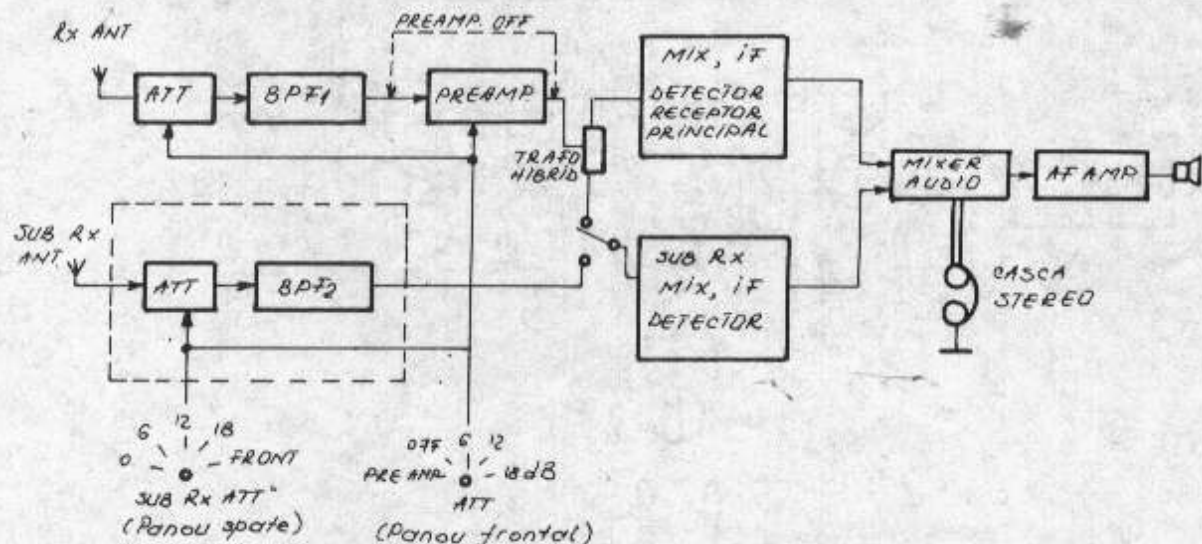 PREAMP. OFF
Rx ANT
ATT
BPF1
PREAMP.
TRAFO
HIBRID
MIX, iF
DETECTOR
RECEPTOR
PRINCIPAL
MIXER
AUDIO
AF AMP
SUB Rx
ANT
ATT
BPF2
SUB Rx
MIX, iF
DETECTOR
CASCA
STEREO
0 6 12 18 FRONT
SUB Rx ATT"
(Panou spate)
PREAMP OFF 6 12 18 dB
ATT
(Panou frontal)